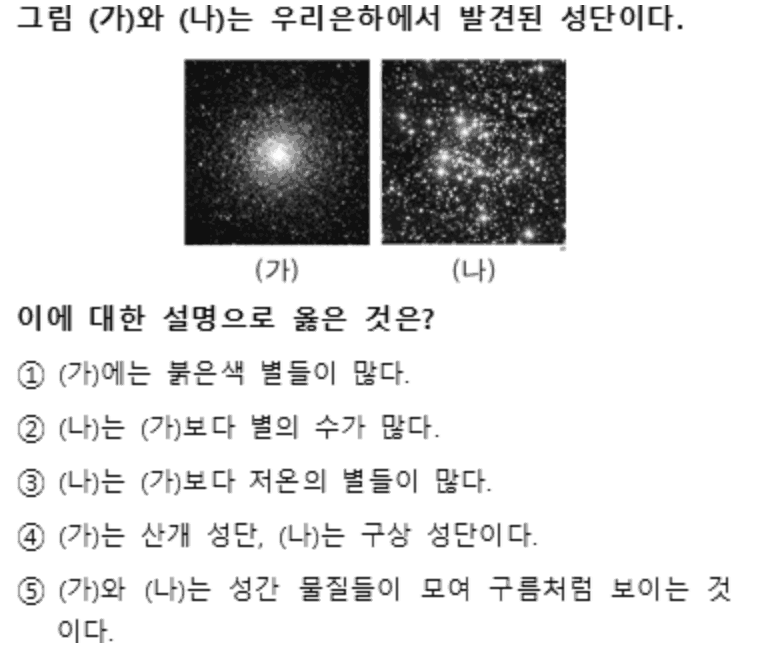 그림 (가)와 (나)는 우리은하에서 발견된 성단이다.
(가) (나)
이에 대한 설명으로 옳은 것은?
① (가)에는 붉은색 별들이 많다.
② (나)는 (가)보다 별의 수가 많다.
③ (나)는 (가)보다 저온의 별들이 많다.
④ (가)는 산개 성단, (나)는 구상 성단이다.
⑤ (가)와 (나)는 성간 물질들이 모여 구름처럼 보이는 것
이다.